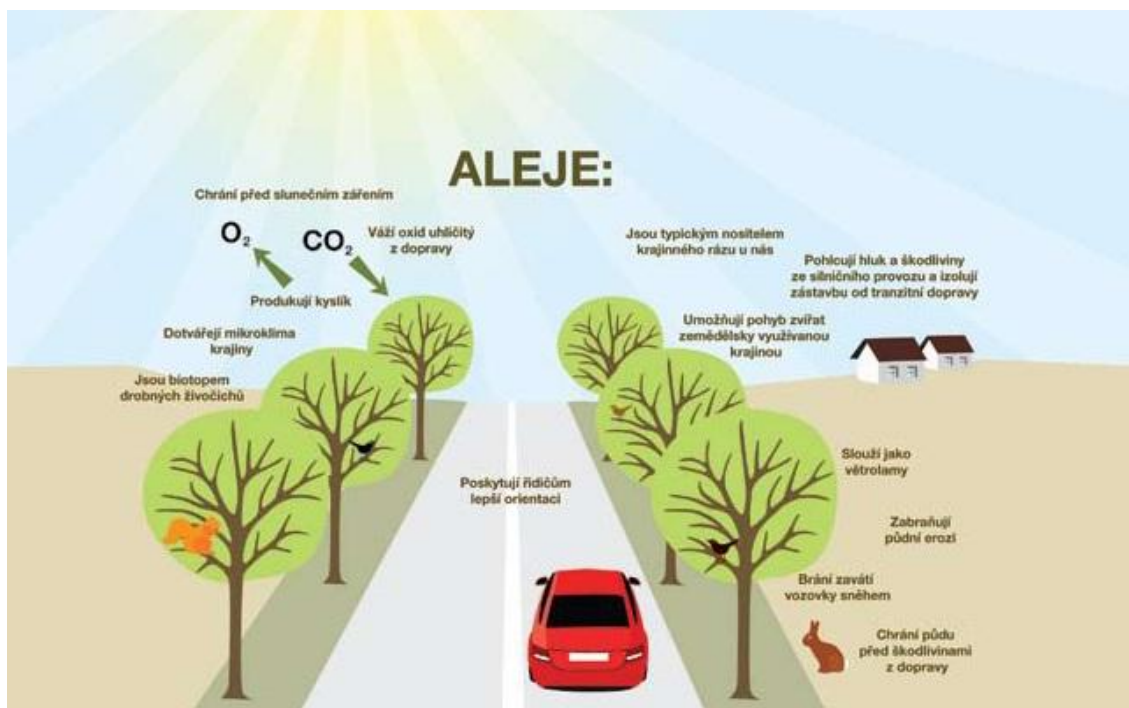 ALEJE:
Chrání před slunečním zářením
O2
CO2
Váží oxid uhličitý
z dopravy
Produkují kyslík
Dotvářejí mikroklima
krajiny
Jsou biotopem
drobných živočichů
Poskytují řidičům
lepší orientaci
Jsou typickým nositelem
krajinného rázu u nás
Pohlcují hluk a škodliviny
ze silničního provozu a izolují
zástavbu od tranzitní dopravy
Umožňují pohyb zvířat
zemědělsky využívanou
krajinou
Slouží jako
větrolamy
Zabraňují
půdní erozi
Brání zavátí
vozovky sněhem
Chrání půdu
před škodlivinami
z dopravy